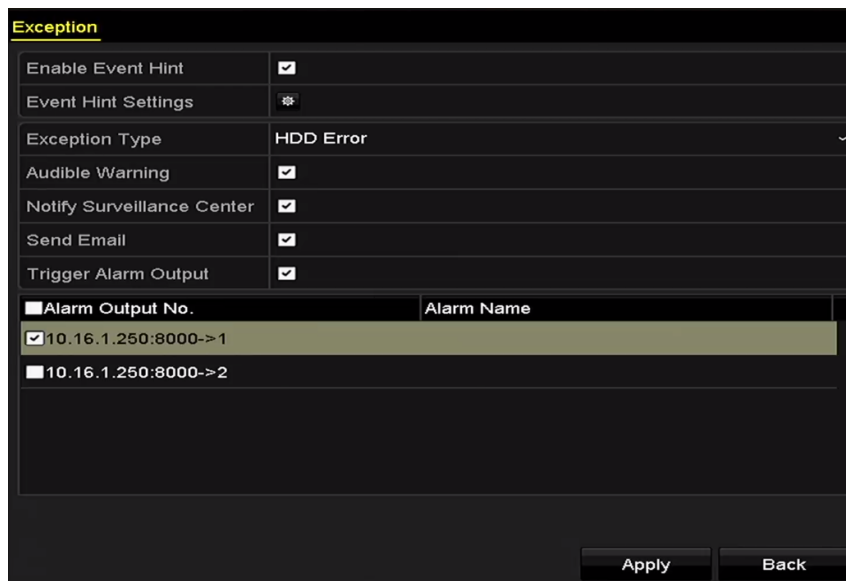 Exception
Enable Event Hint
Event Hint Settings
Exception Type HDD Error
Audible Warning
Notify Surveillance Center
Send Email
Trigger Alarm Output
Alarm Output No. Alarm Name
10.16.1.250:8000->1
10.16.1.250:8000->2
Apply Back